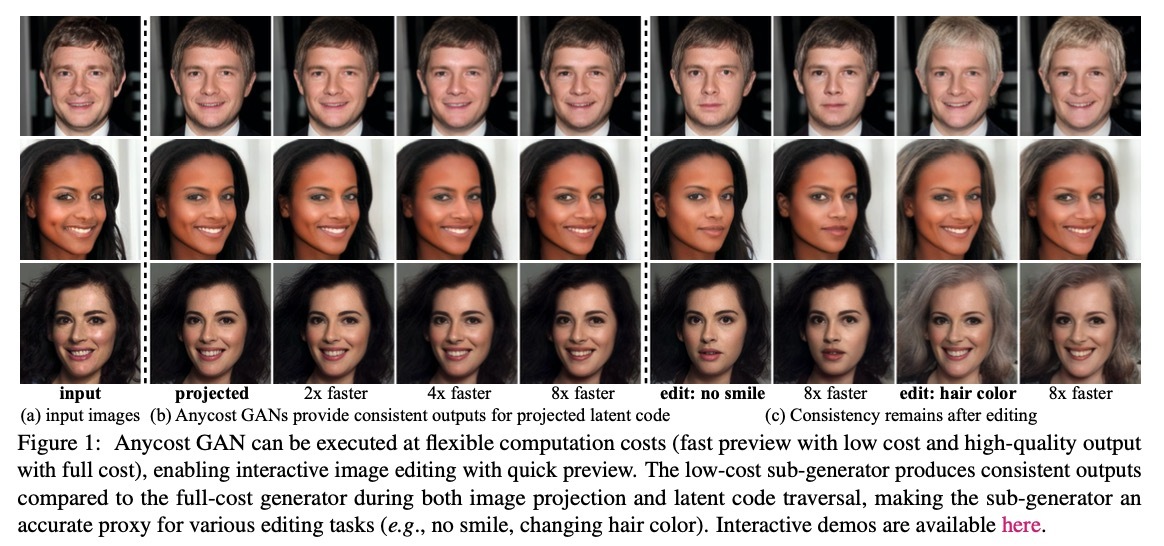 input projected 2x faster 4x faster 8x faster edit: no smile 8x faster edit: hair color 8x faster
(a) input images (b) Anycost GANs provide consistent outputs for projected latent code (c) Consistency remains after editing
Figure 1: Anycost GAN can be executed at flexible computation costs (fast preview with low cost and high-quality output
with full cost), enabling interactive image editing with quick preview. The low-cost sub-generator produces consistent outputs
compared to the full-cost generator during both image projection and latent code traversal, making the sub-generator an
accurate proxy for various editing tasks (e.g., no smile, changing hair color). Interactive demos are available here.